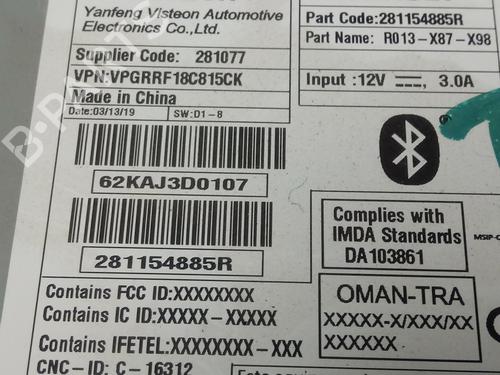 Yanfeng Visteon Automotive
Electronics Co.,Ltd.
Supplier Code: 281077
VPN:VPGRRF18C815CK
Made in China
Date:03/13/19
SW:D1-8
62KAJ3D0107
281154885R
Contains FCC ID:XXXXXXXX
Contains IC ID:XXXXX-XXXXX
Contains IFETEL:XXXXXXXX-XXX
CNC-ID: C-16312
Part Code:281154885R
Part Name: R013-X87-X98
Input :12V 3.0A
Complies with
IMDA Standards
DA103861
OMAN-TRA
XXXXX-X/XXX/XX
XXXXXX
B-PARTS